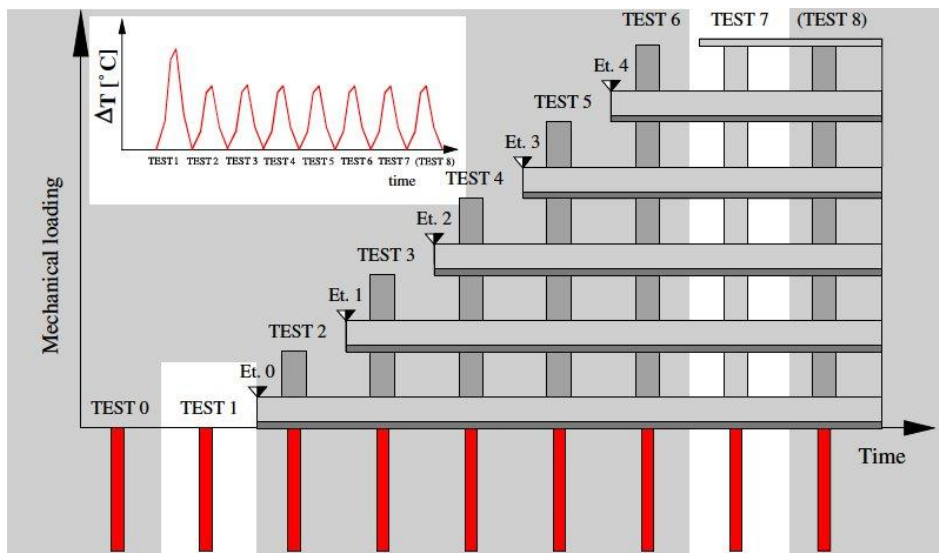 TEST 6
TEST 7
(TEST 8)
ΔT [°C]
TEST 1
TEST 2
TEST 3
TEST 4
TEST 5
TEST 6
TEST 7
(TEST 8)
time
Et. 4
TEST 5
Et. 3
TEST 4
Et. 2
TEST 3
Et. 1
TEST 2
Et. 0
TEST 0
TEST 1
Mechanical loading
Time